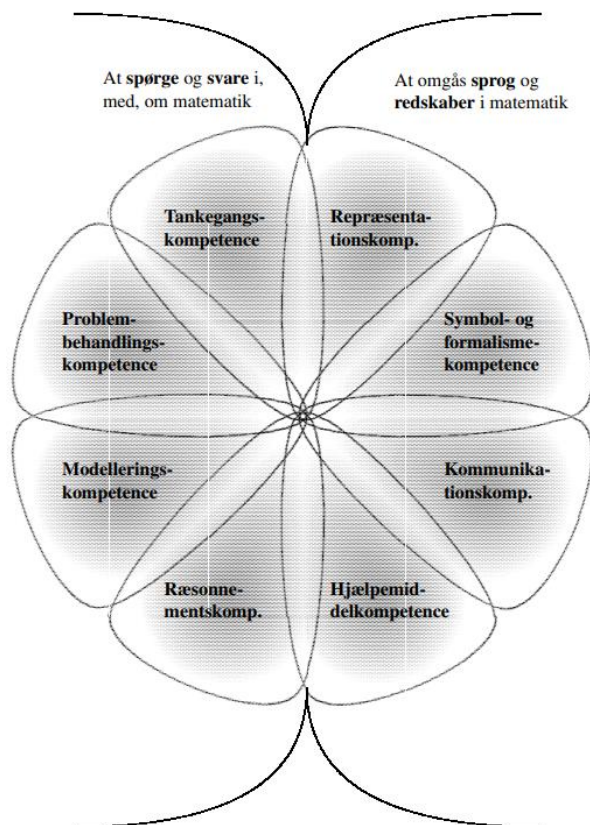 At spørge og svare i,
med, om matematik
At omgås sprog og
redskaber i matematik
Tankegangs-
kompetence
Repræsenta-
tionskomp.
Problem-
behandlings-
kompetence
Symbol- og
formalisme-
kompetence
Modellerings-
kompetence
Kommunika-
tionskomp.
Ræsonne-
mentskomp.
Hjælpemid-
delkompetence